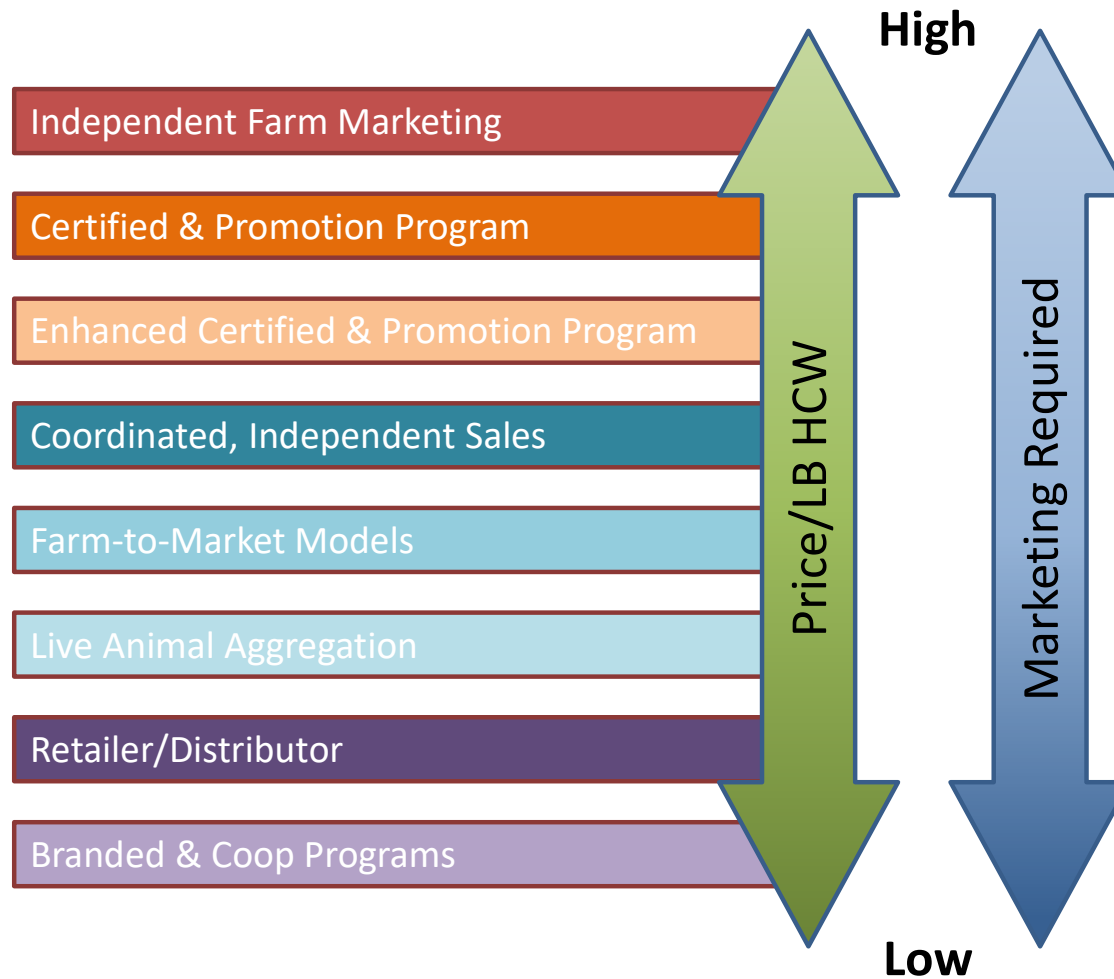 High
Independent Farm Marketing
Certified & Promotion Program
Enhanced Certified & Promotion Program
Coordinated, Independent Sales
Farm-to-Market Models
Live Animal Aggregation
Retailer/Distributor
Branded & Coop Programs
Price/LB HCW
Marketing Required
Low